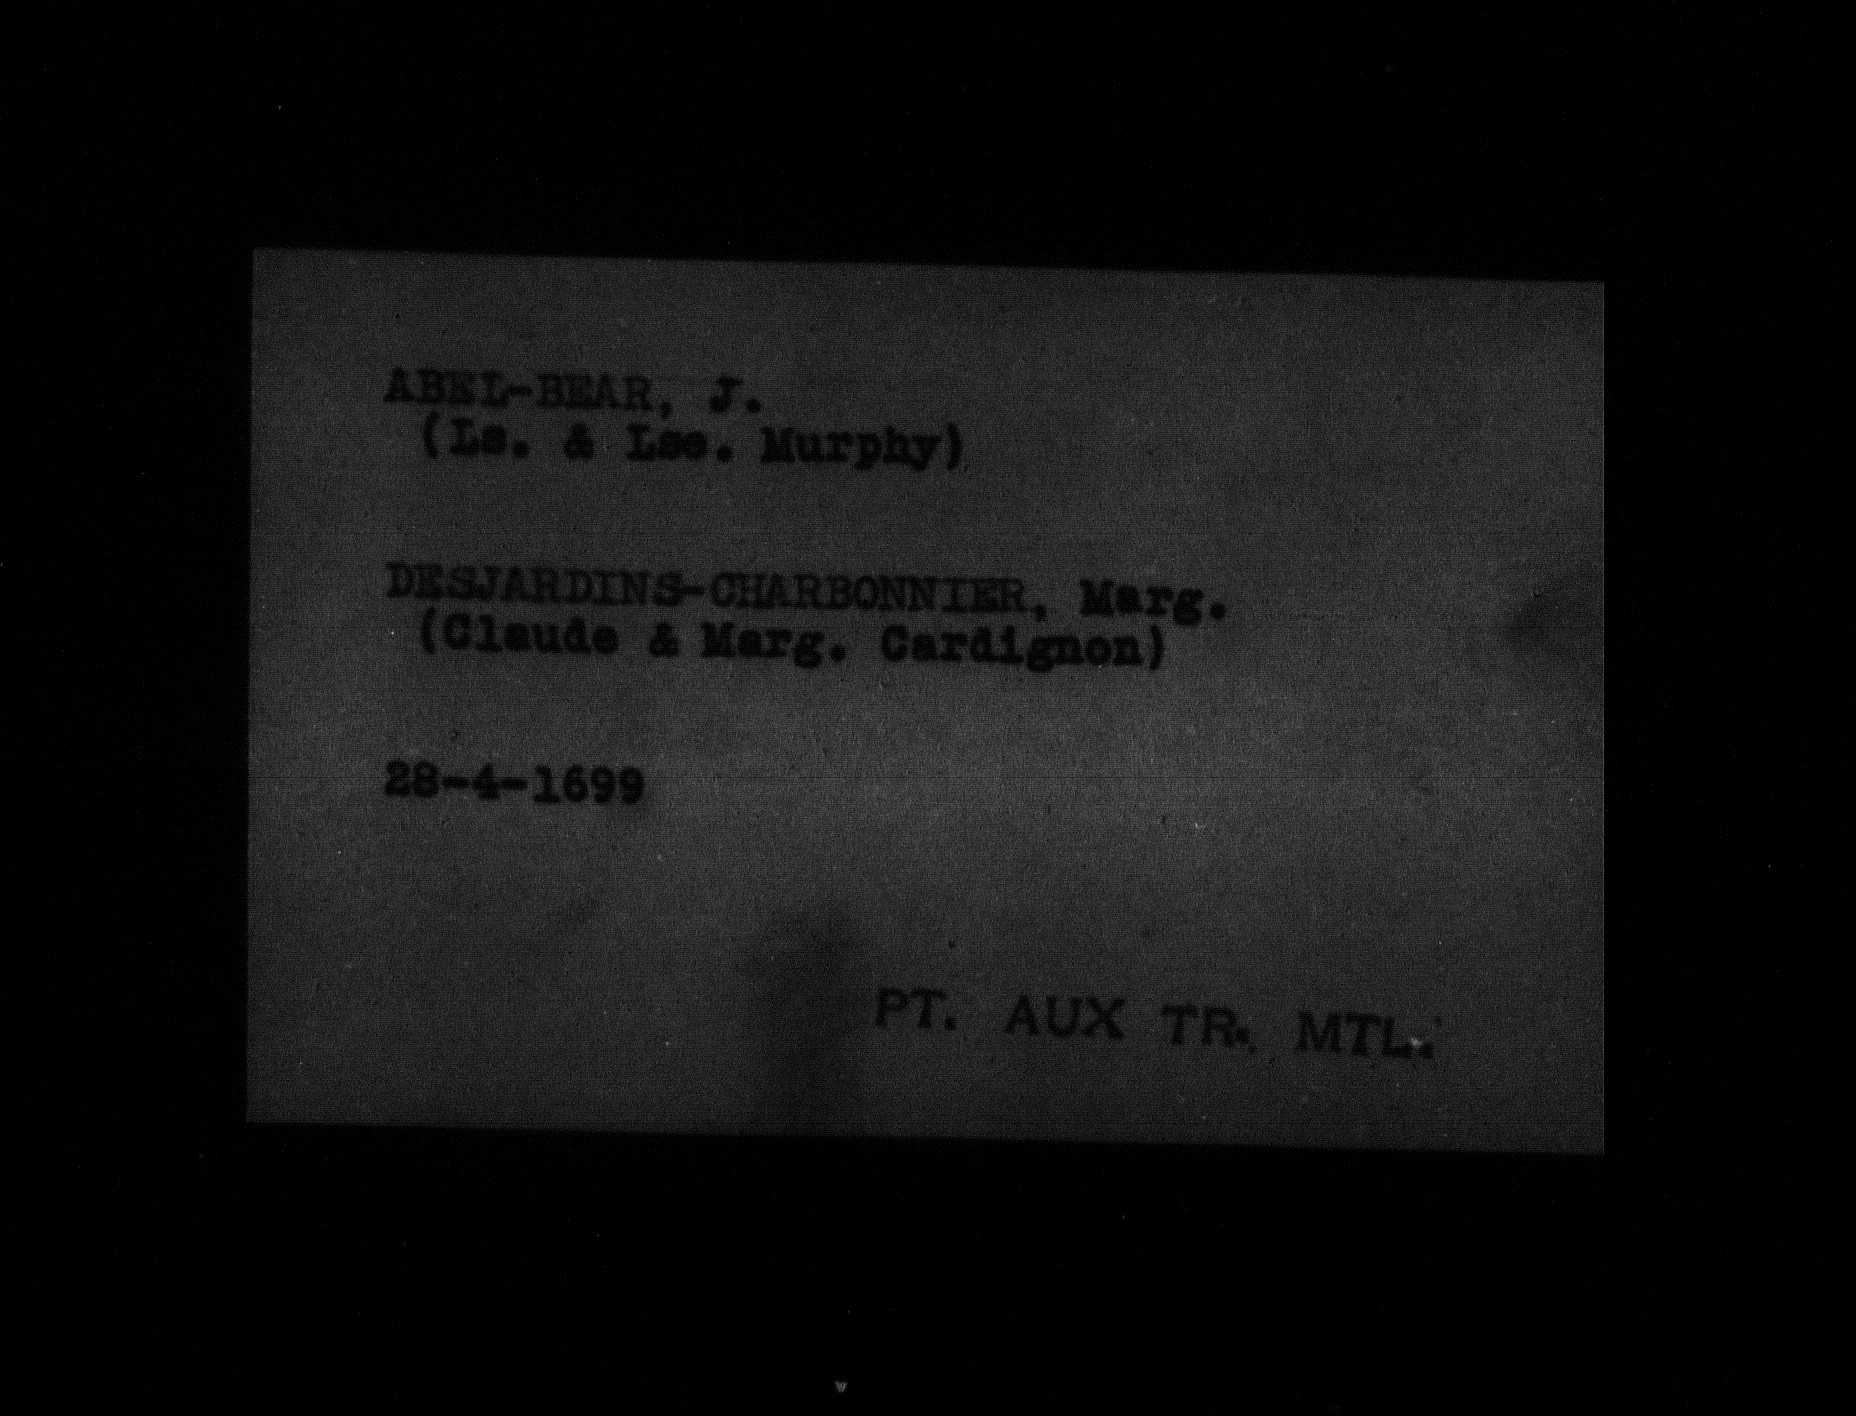 ABEL-BEAR, J.
(Ls. & Lse. Murphy)
DESJARDINS-CHARBONNIER, Marg.
(Claude & Marg. Cardignon)
28-4-1699
PT. AUX TR. MTL.